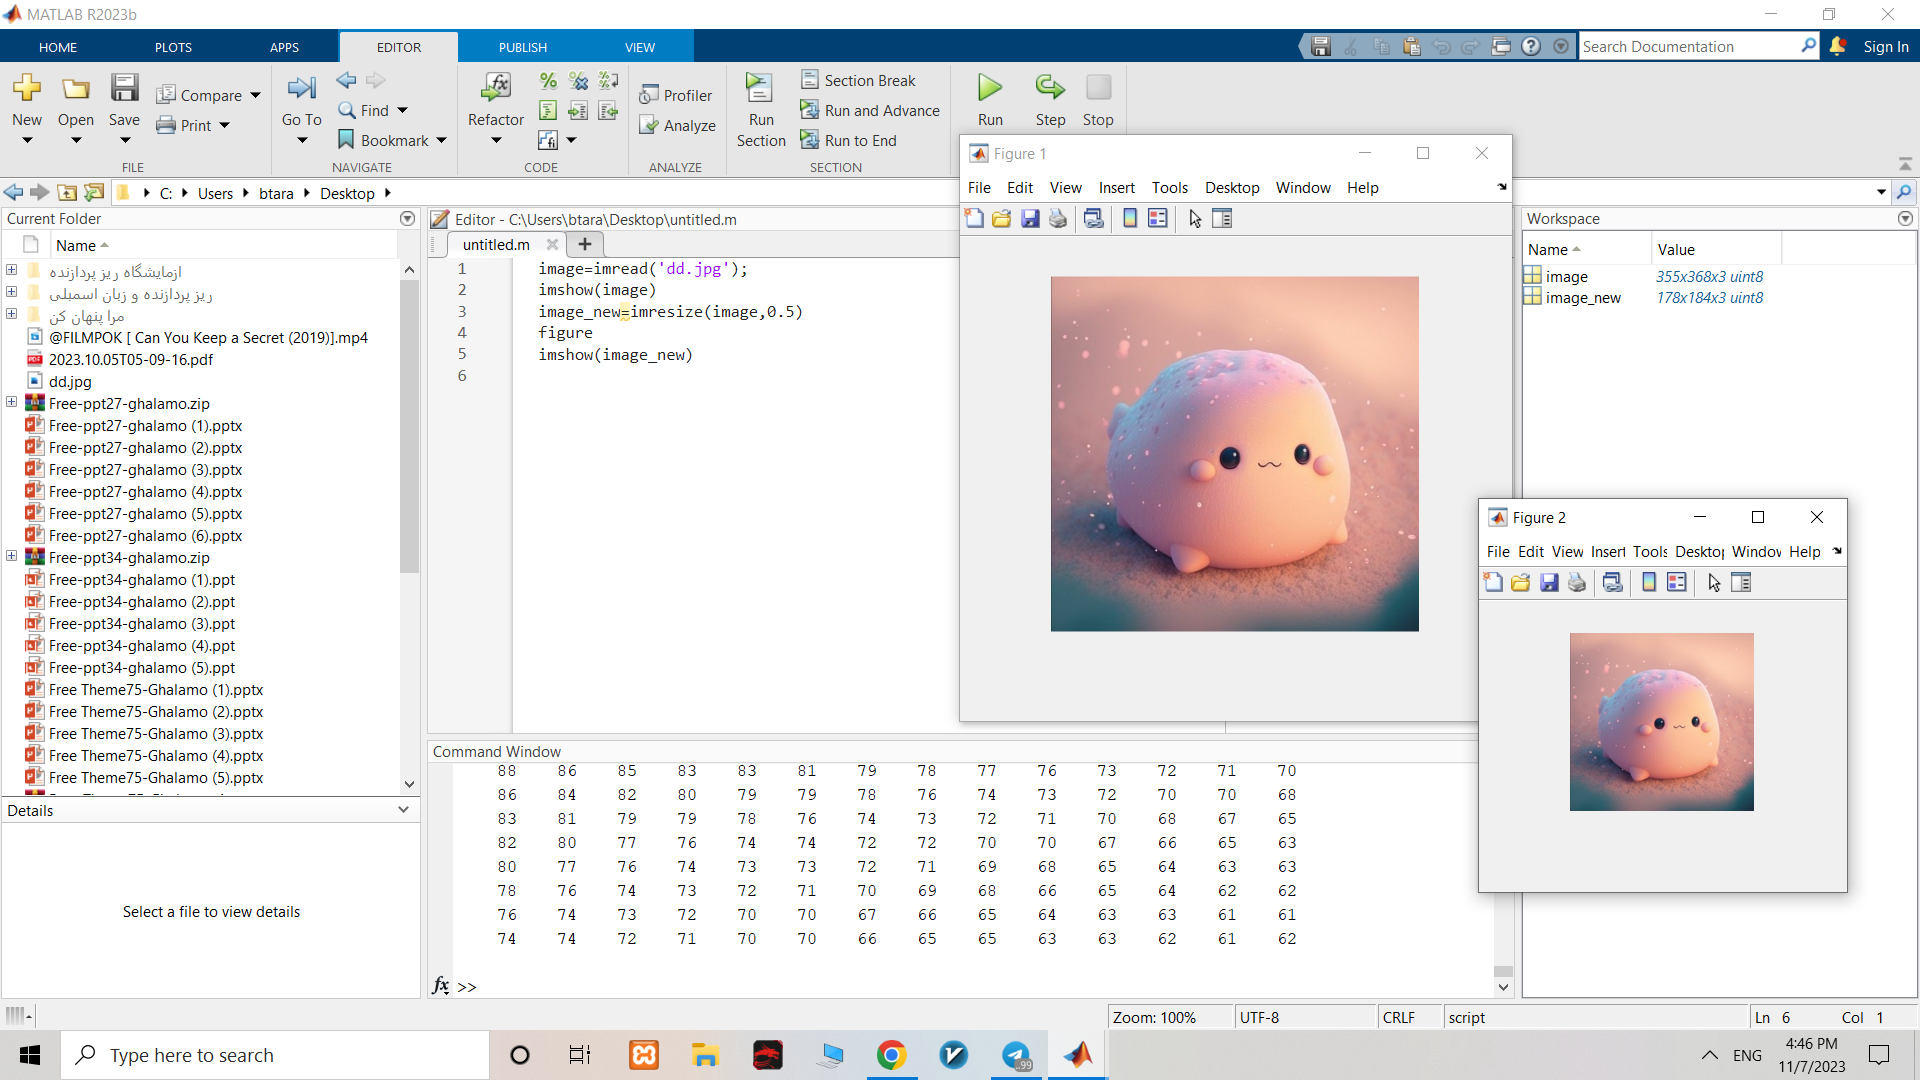 MATLAB R2023b
HOME PLOTS APPS EDITOR PUBLISH VIEW
Search Documentation
Sign In
New
Open
Save
Compare
Print
FILE
Go To
Find
Bookmark
NAVIGATE
Refactor
CODE
Profiler
Analyze
ANALYZE
Run Section
Section Break
Run and Advance
Run to End
SECTION
Run
Step
Stop
C: Users btara Desktop
Current Folder
Name
ازمایشگاه ریز پردازنده
ریز پردازنده و زبان اسمبلی
مرا پنهان کن
@FILMPOK [ Can You Keep a Secret (2019)].mp4
2023.10.05T05-09-16.pdf
dd.jpg
Free-ppt27-ghalamo.zip
Free-ppt27-ghalamo (1).pptx
Free-ppt27-ghalamo (2).pptx
Free-ppt27-ghalamo (3).pptx
Free-ppt27-ghalamo (4).pptx
Free-ppt27-ghalamo (5).pptx
Free-ppt27-ghalamo (6).pptx
Free-ppt34-ghalamo.zip
Free-ppt34-ghalamo (1).ppt
Free-ppt34-ghalamo (2).ppt
Free-ppt34-ghalamo (3).ppt
Free-ppt34-ghalamo (4).ppt
Free-ppt34-ghalamo (5).ppt
Free Theme75-Ghalamo (1).pptx
Free Theme75-Ghalamo (2).pptx
Free Theme75-Ghalamo (3).pptx
Free Theme75-Ghalamo (4).pptx
Free Theme75-Ghalamo (5).pptx
Details
Select a file to view details
Editor - C:\Users\btara\Desktop\untitled.m
untitled.m
1 image=imread('dd.jpg');
2 imshow(image)
3 image_new=imresize(image,0.5)
4 figure
5 imshow(image_new)
6
Figure 1
File Edit View Insert Tools Desktop Window Help
Workspace
Name Value
image 355x368x3 uint8
image_new 178x184x3 uint8
Figure 2
File Edit View Insert Tools Desktop Window Help
Command Window
88 86 85 83 83 81 79 78 77 76 73 72 71 70
86 84 82 80 79 79 78 76 74 73 72 70 70 68
83 81 79 79 78 76 74 73 72 71 70 68 67 65
82 80 77 76 74 74 72 72 70 70 67 66 65 63
80 77 76 74 73 73 72 71 69 68 65 64 63 63
78 76 74 73 72 71 70 69 68 66 65 64 62 62
76 74 73 72 70 70 67 66 65 64 63 63 61 61
74 74 72 71 70 70 66 65 65 63 63 62 61 62
fx >>
Zoom: 100% UTF-8 CRLF script Ln 6 Col 1
Type here to search
99
ENG
4:46 PM
11/7/2023